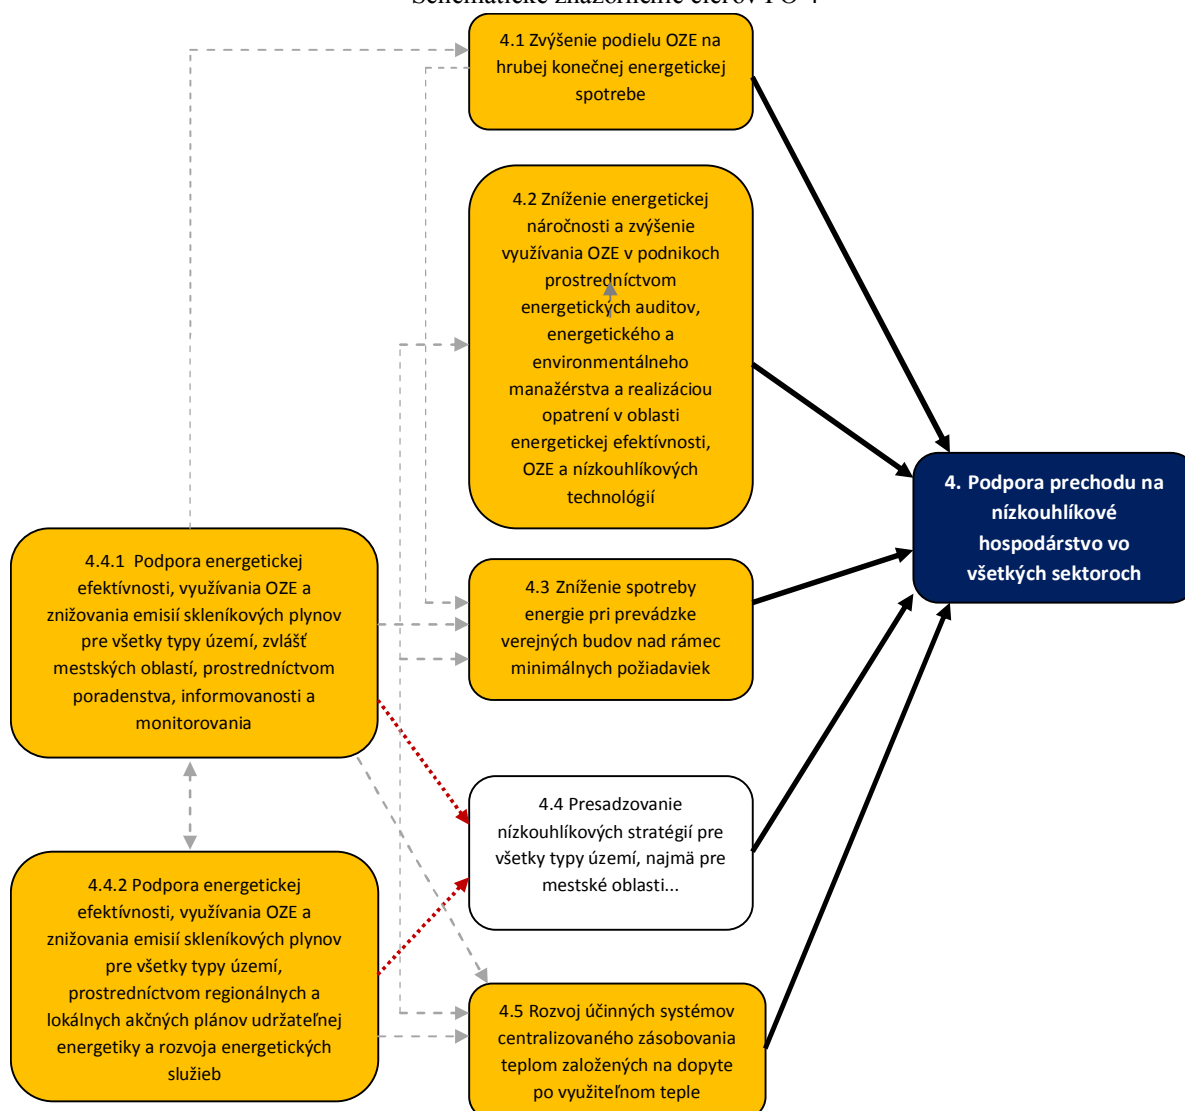 Schematické znázornenie cieľov PO 4
4.1 Zvýšenie podielu OZE na
hrubej konečnej energetickej
spotrebe
4.2 Zníženie energetickej
náročnosti a zvýšenie
využívania OZE v podnikoch
prostredníctvom
energetických auditov,
energetického a
environmentálneho
manažérstva a realizáciou
opatrení v oblasti
energetickej efektívnosti,
OZE a nízkouhlíkových
technológií
4. Podpora prechodu na
nízkouhlíkové
hospodárstvo vo
všetkých sektoroch
4.4.1 Podpora energetickej
efektívnosti, využívania OZE a
znižovania emisií skleníkových plynov
pre všetky typy území, zvlášť
mestských oblastí, prostredníctvom
poradenstva, informovanosti a
monitorovania
4.3 Zníženie spotreby
energie pri prevádzke
verejných budov nad rámec
minimálnych požiadaviek
4.4 Presadzovanie
nízkouhlíkových stratégií pre
všetky typy území, najmä pre
mestské oblasti...
4.4.2 Podpora energetickej
efektívnosti, využívania OZE a
znižovania emisií skleníkových plynov
pre všetky typy území,
prostredníctvom regionálnych a
lokálnych akčných plánov udržateľnej
energetiky a rozvoja energetických
služieb
4.5 Rozvoj účinných systémov
centralizovaného zásobovania
teplom založených na dopyte
po využiteľnom teple